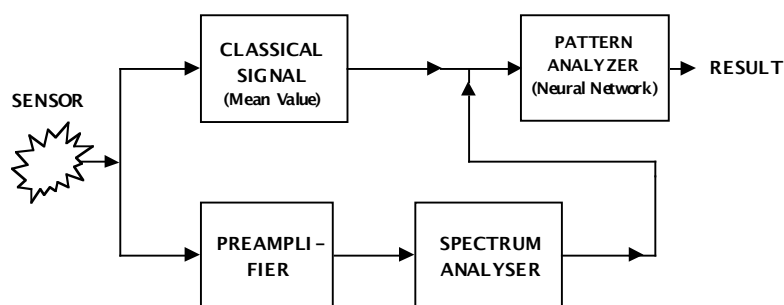 SENSOR
CLASSICAL
SIGNAL
(Mean Value)
PATTERN
ANALYZER
(Neural Network)
RESULT
PREAMPLI –
FIER
SPECTRUM
ANALYSER